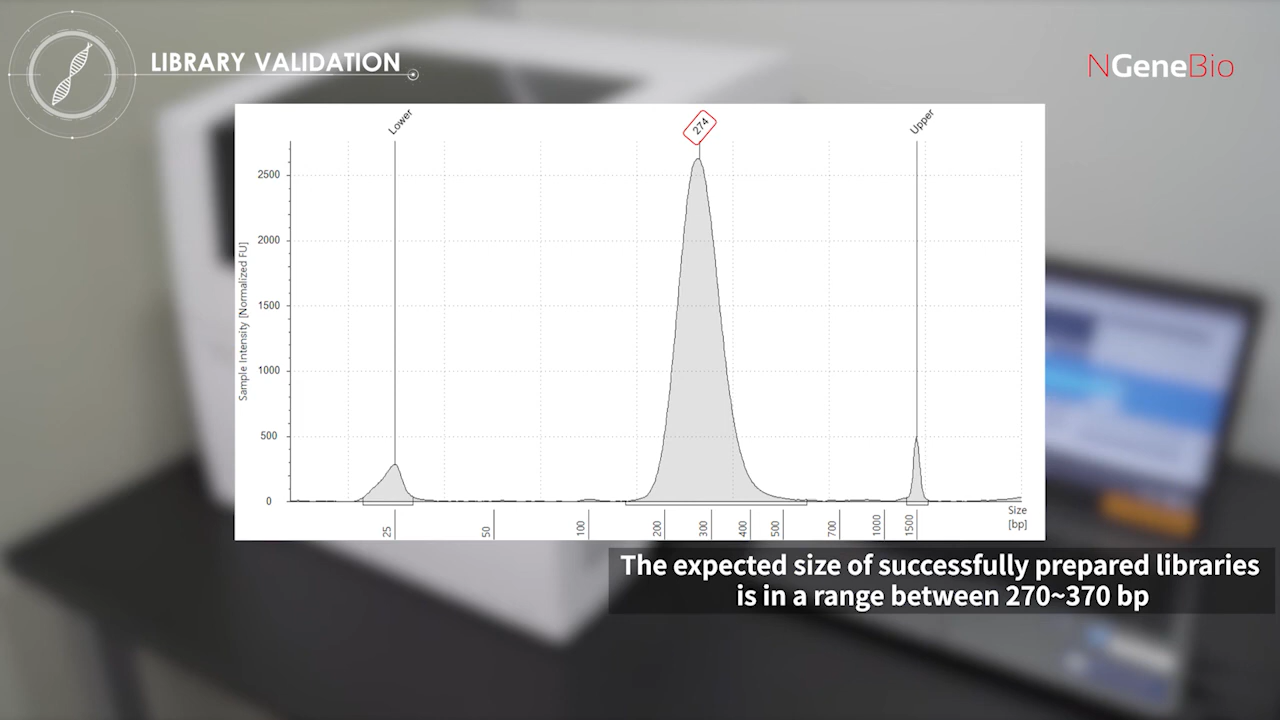 LIBRARY VALIDATION
NGeneBio
Lower
274
Upper
Sample Intensity [Normalized FU]
2500
2000
1500
1000
500
0
25
50
100
200
300
400
500
700
1000
1500
Size
[bp]
The expected size of successfully prepared libraries
is in a range between 270~370 bp